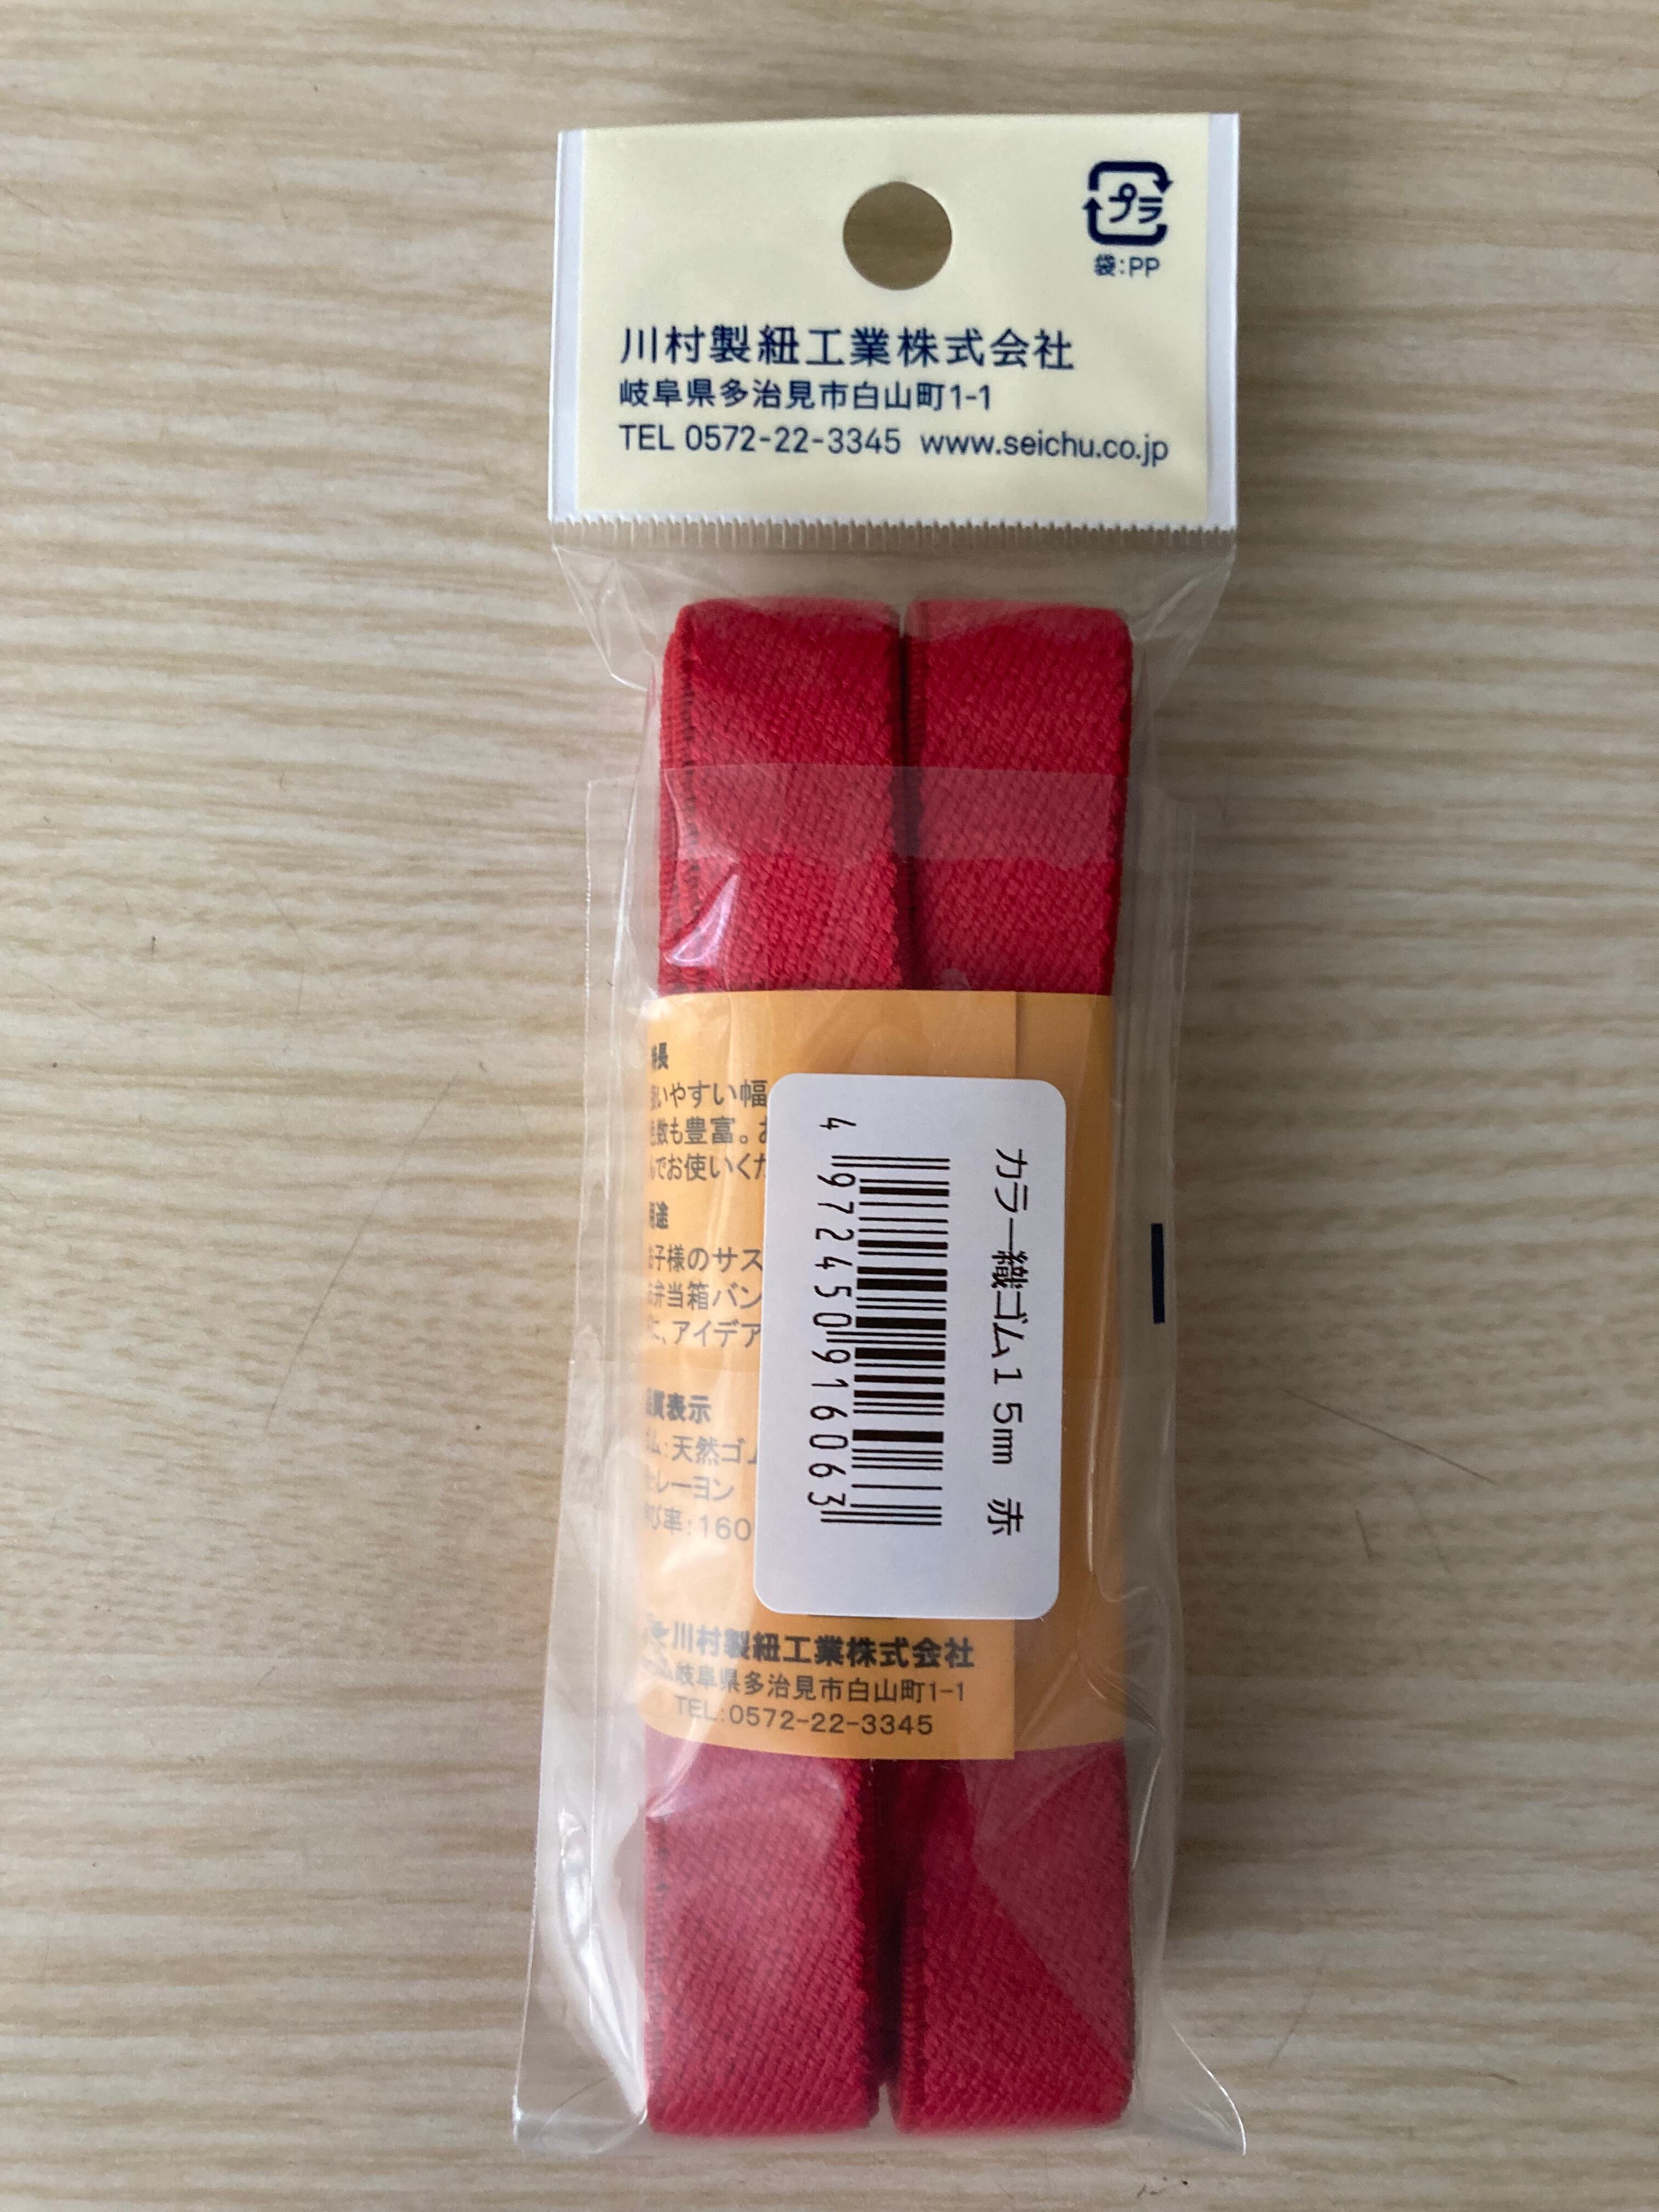 プラ
袋:PP
川村製紐工業株式会社
岐阜県多治見市白山町1-1
TEL 0572-22-3345 www.seichu.co.jp
特長
いやすい幅
色数も豊富。お
んでお使いくだ
用途
お子様のサス
お弁当箱バン
に、アイデア
品質表示
ゴム:天然ゴム
レーヨン
伸び率:160
カラー織ゴム15㎜ 赤
4972450916063
川村製紐工業株式会社
岐阜県多治見市白山町1-1
TEL:0572-22-3345